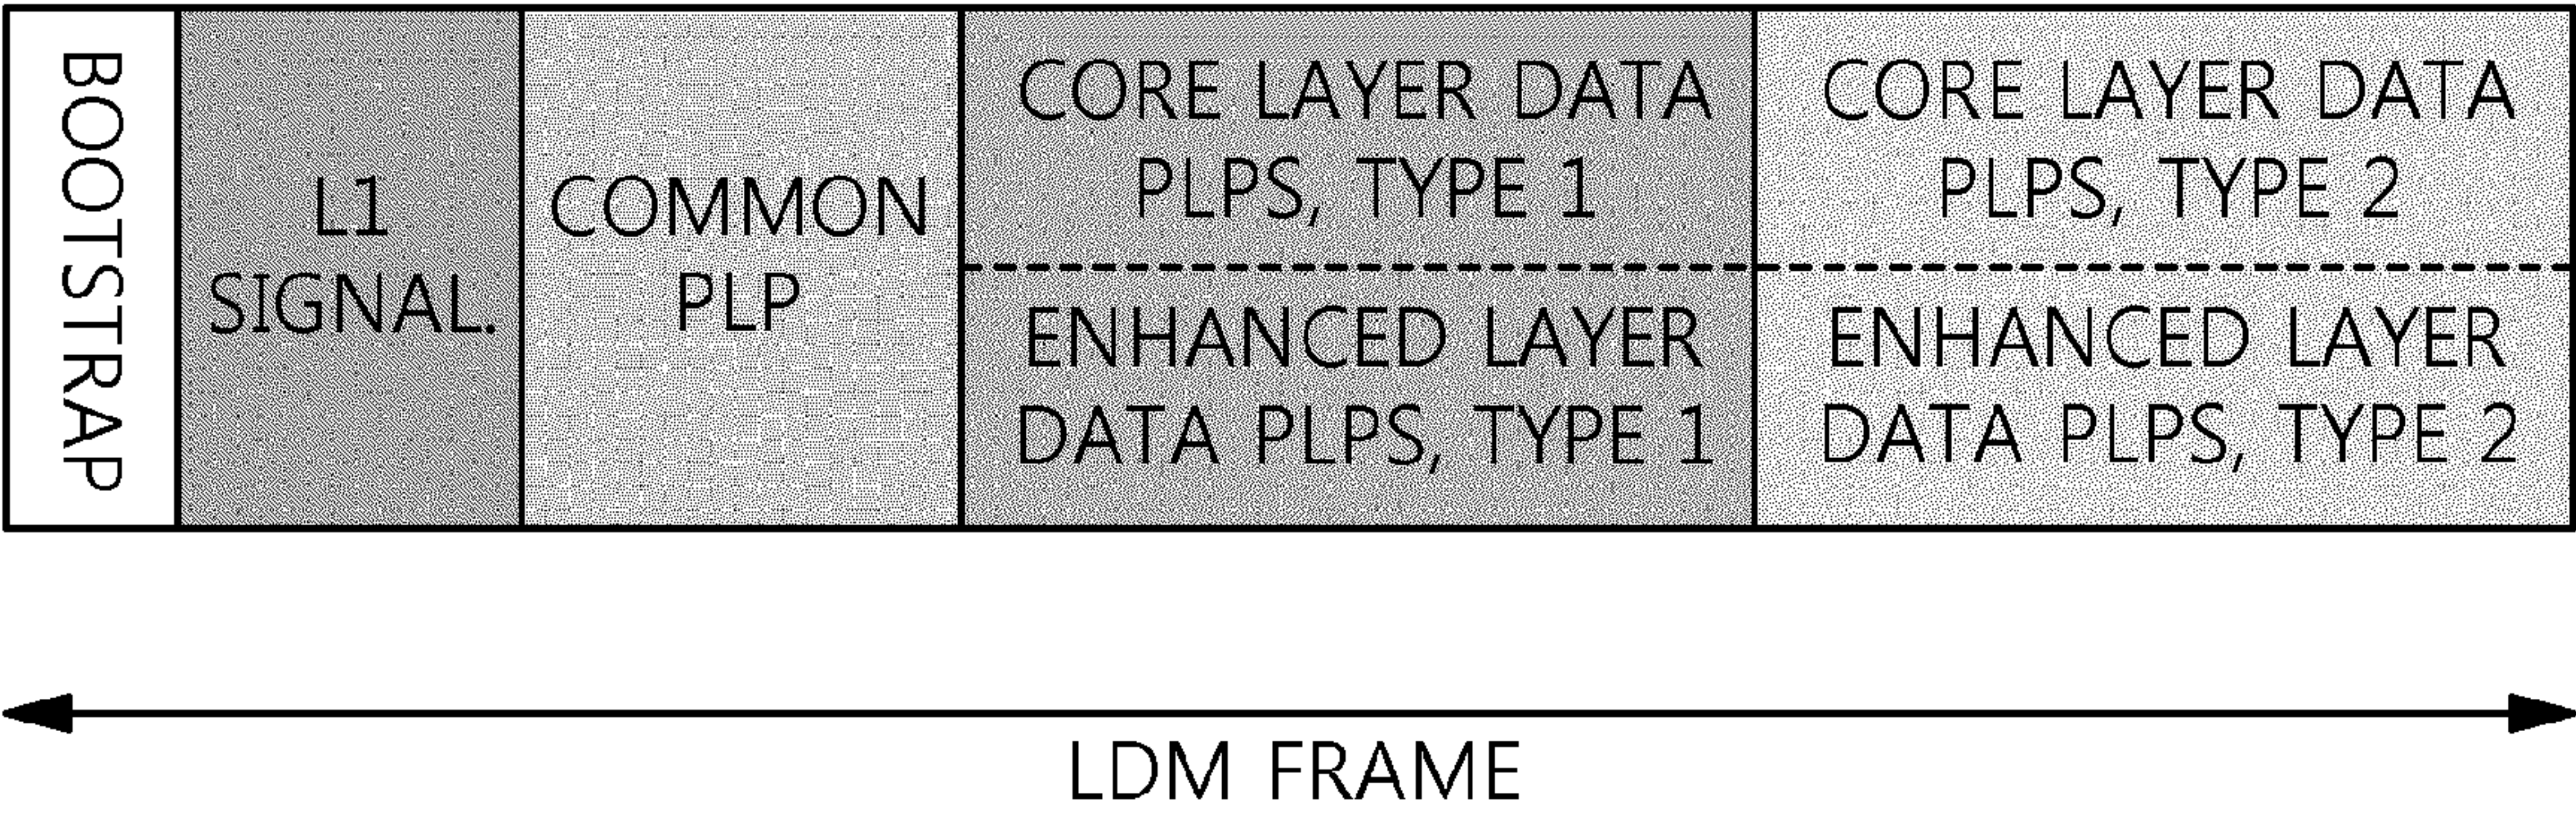 BOOTSTRAP
L1
SIGNAL.
COMMON
PLP
CORE LAYER DATA
PLPS, TYPE 1
ENHANCED LAYER
DATA PLPS, TYPE 1
CORE LAYER DATA
PLPS, TYPE 2
ENHANCED LAYER
DATA PLPS, TYPE 2
LDM FRAME